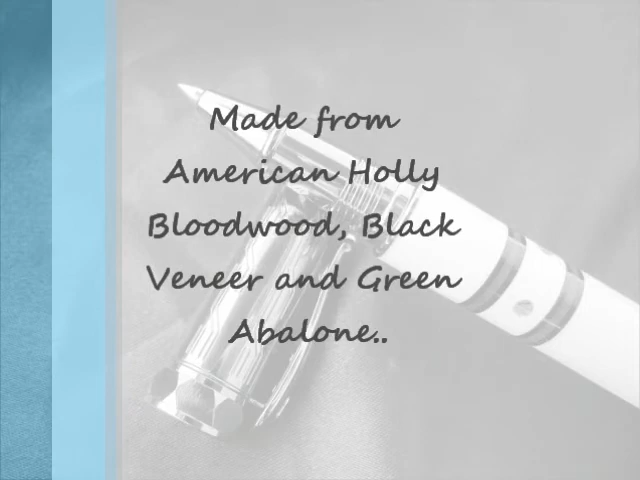 Made from
American Holly
Bloodwood, Black
Veneer and Green
Abalone..